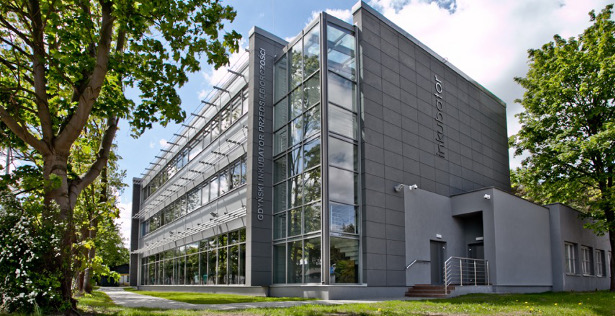 GDYŃSKI INKUBATOR PRZEDSIĘBIORCZOŚCI
inkubator